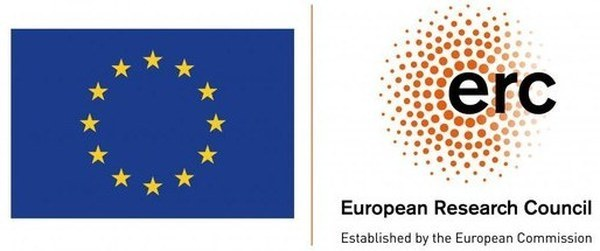 erc
European Research Council
Established by the European Commission